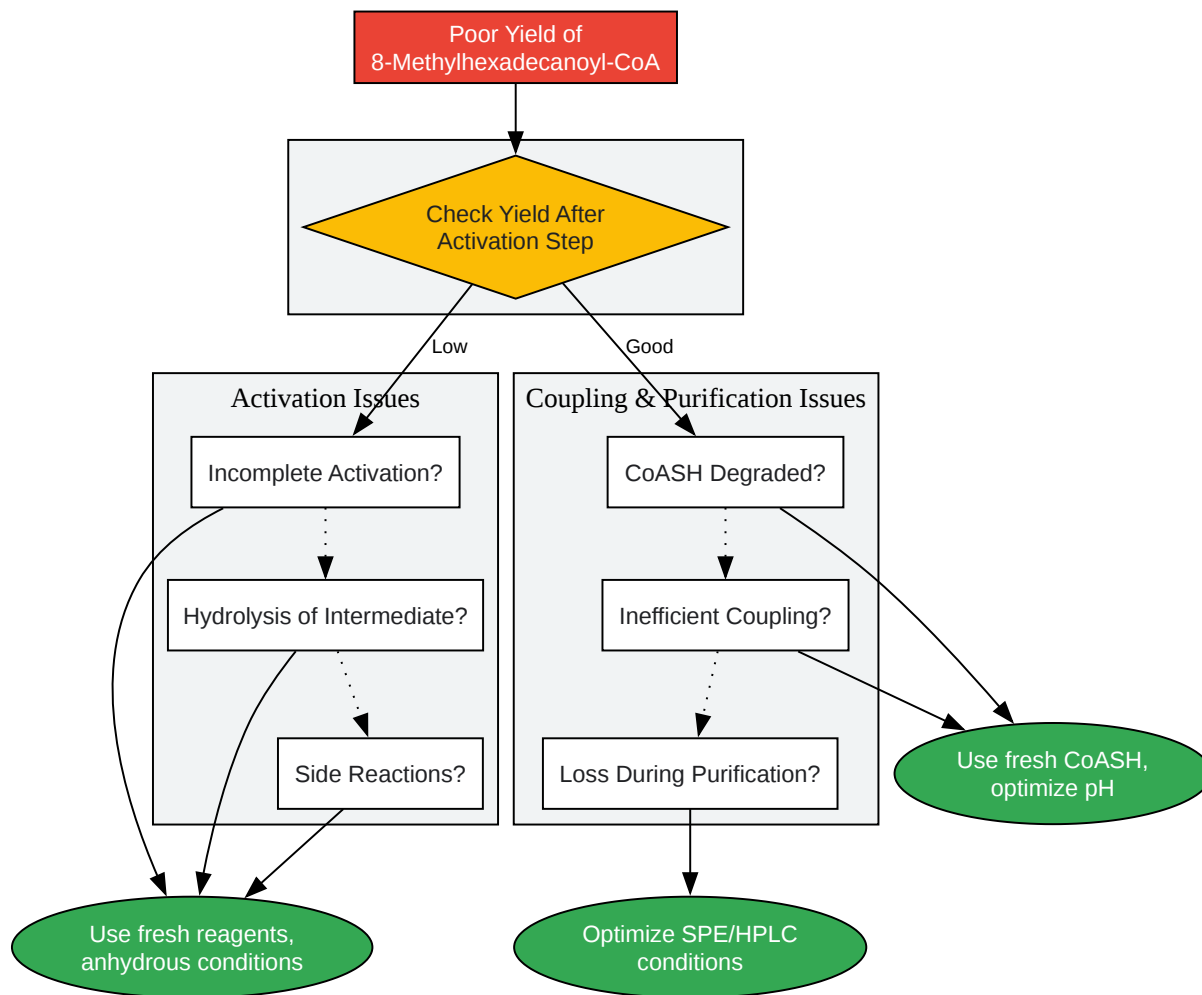 Poor Yield of
8-Methylhexadecanoyl-CoA
Check Yield After
Activation Step
Low
Good
Activation Issues
Coupling & Purification Issues
Incomplete Activation?
CoASH Degraded?
Hydrolysis of Intermediate?
Inefficient Coupling?
Side Reactions?
Loss During Purification?
Use fresh CoASH,
optimize pH
Use fresh reagents,
anhydrous conditions
Optimize SPE/HPLC
conditions